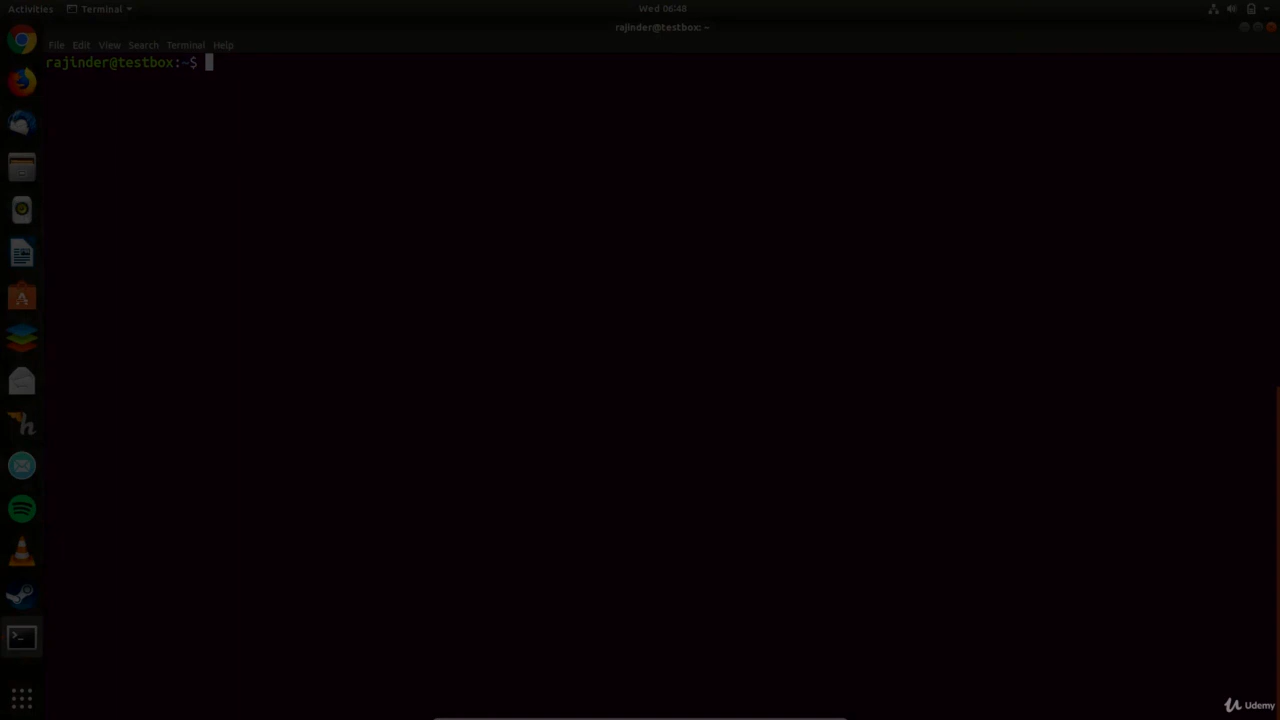 Activities Terminal Wed 06:48
rajinder@testbox: ~
File Edit View Search Terminal Help
rajinder@testbox:~$
Udemy